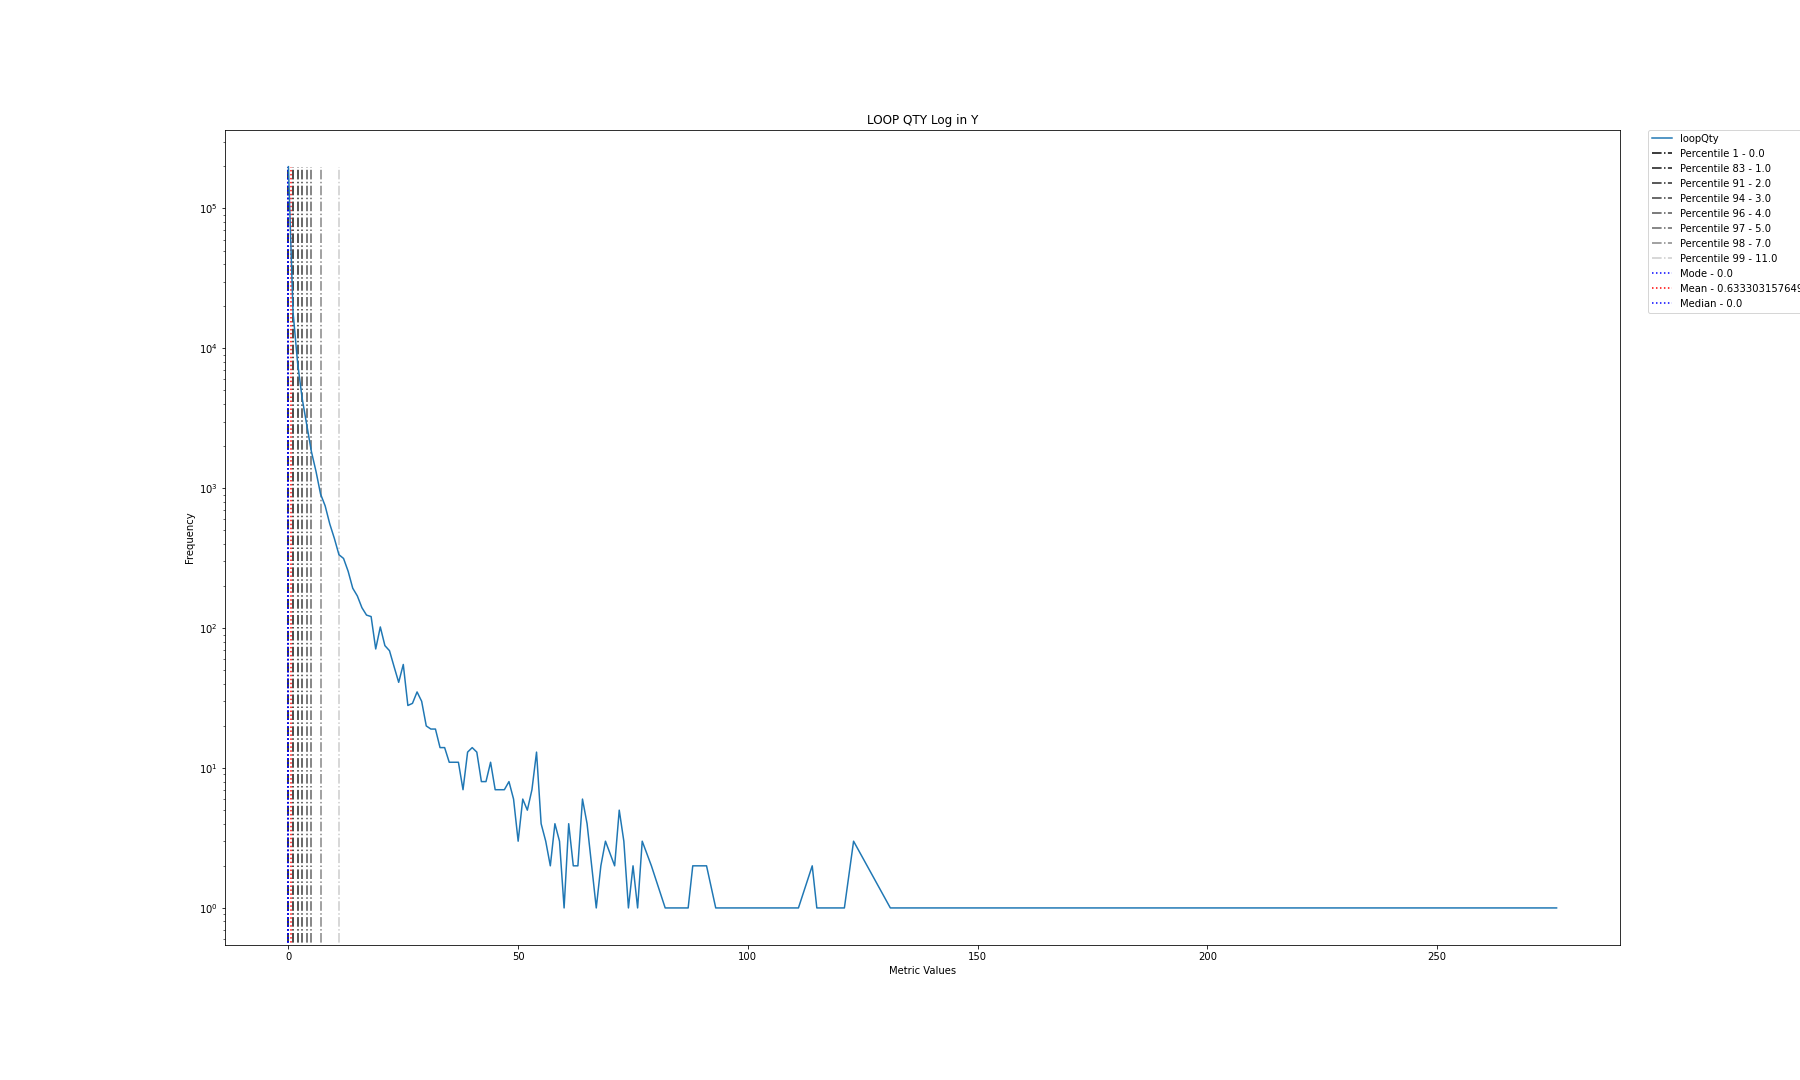 LOOP QTY Log in Y
loopQty
Percentile 1 - 0.0
Percentile 83 - 1.0
Percentile 91 - 2.0
Percentile 94 - 3.0
Percentile 96 - 4.0
Percentile 97 - 5.0
Percentile 98 - 7.0
Percentile 99 - 11.0
Mode - 0.0
Mean - 0.633303157649
Median - 0.0
Frequency
10⁵
10⁴
10³
10²
10¹
10⁰
0 50 100 150 200 250
Metric Values